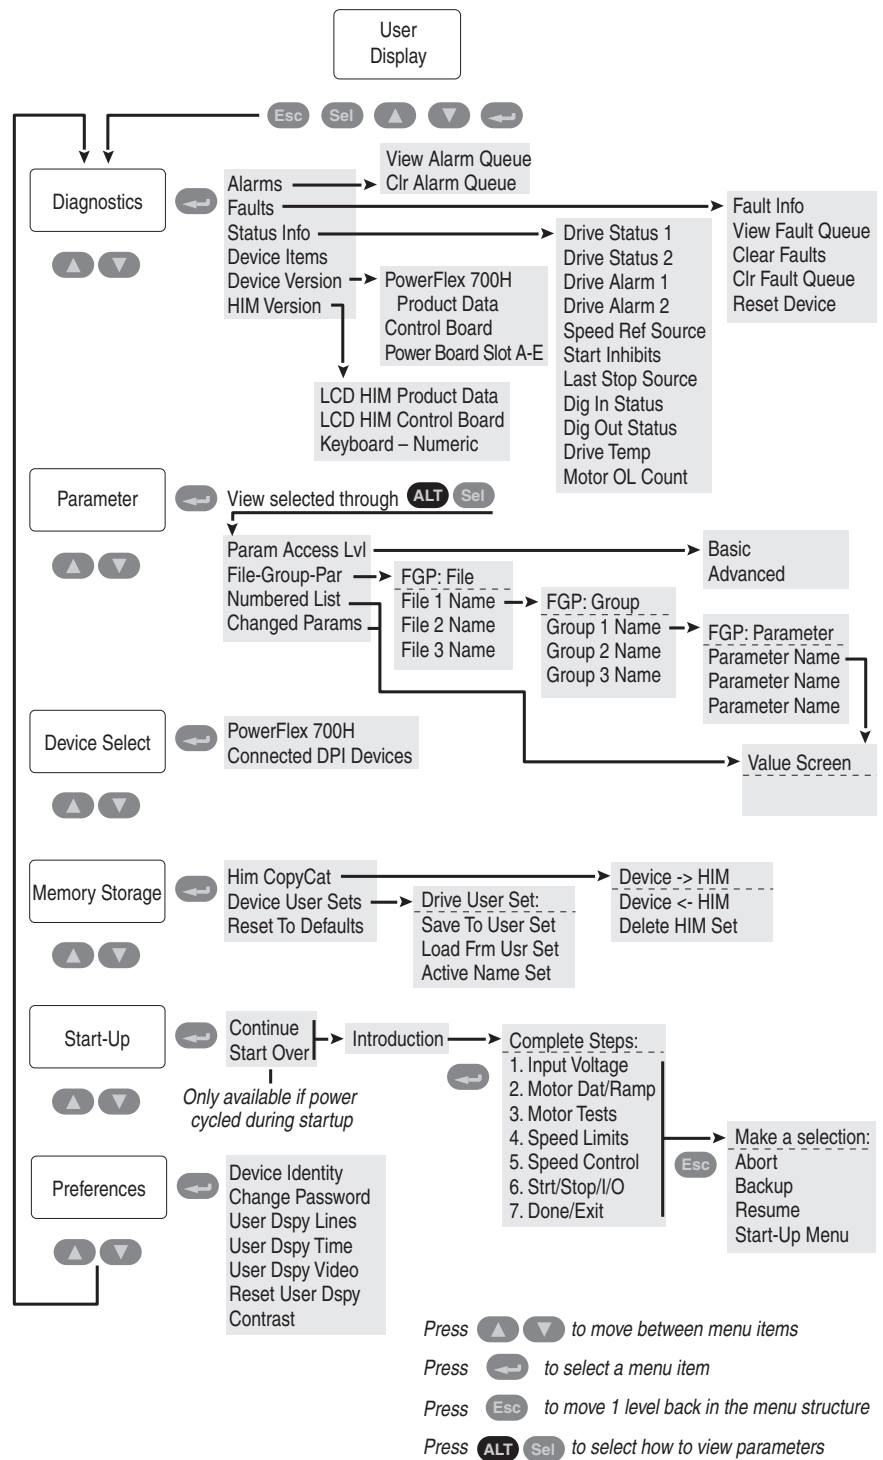 User
Display
Esc Sel
Diagnostics
Alarms
Faults
Status Info
Device Items
Device Version
HIM Version
View Alarm Queue
Clr Alarm Queue
Fault Info
View Fault Queue
Clear Faults
Clr Fault Queue
Reset Device
Drive Status 1
Drive Status 2
Drive Alarm 1
Drive Alarm 2
Speed Ref Source
Start Inhibits
Last Stop Source
Dig In Status
Dig Out Status
Drive Temp
Motor OL Count
PowerFlex 700H
Product Data
Control Board
Power Board Slot A-E
LCD HIM Product Data
LCD HIM Control Board
Keyboard – Numeric
Parameter
View selected through ALT Sel
Param Access Lvl
File-Group-Par
Numbered List
Changed Params
Basic
Advanced
FGP: File
File 1 Name
File 2 Name
File 3 Name
FGP: Group
Group 1 Name
Group 2 Name
Group 3 Name
FGP: Parameter
Parameter Name
Parameter Name
Parameter Name
Value Screen
Device Select
PowerFlex 700H
Connected DPI Devices
Memory Storage
Him CopyCat
Device User Sets
Reset To Defaults
Drive User Set:
Save To User Set
Load Frm Usr Set
Active Name Set
Device -> HIM
Device <- HIM
Delete HIM Set
Start-Up
Continue
Start Over
Only available if power
cycled during startup
Introduction
Complete Steps:
1. Input Voltage
2. Motor Dat/Ramp
3. Motor Tests
4. Speed Limits
5. Speed Control
6. Strt/Stop/I/O
7. Done/Exit
Esc
Make a selection:
Abort
Backup
Resume
Start-Up Menu
Preferences
Device Identity
Change Password
User Dspy Lines
User Dspy Time
User Dspy Video
Reset User Dspy
Contrast
Press to move between menu items
Press to select a menu item
Press Esc to move 1 level back in the menu structure
Press ALT Sel to select how to view parameters